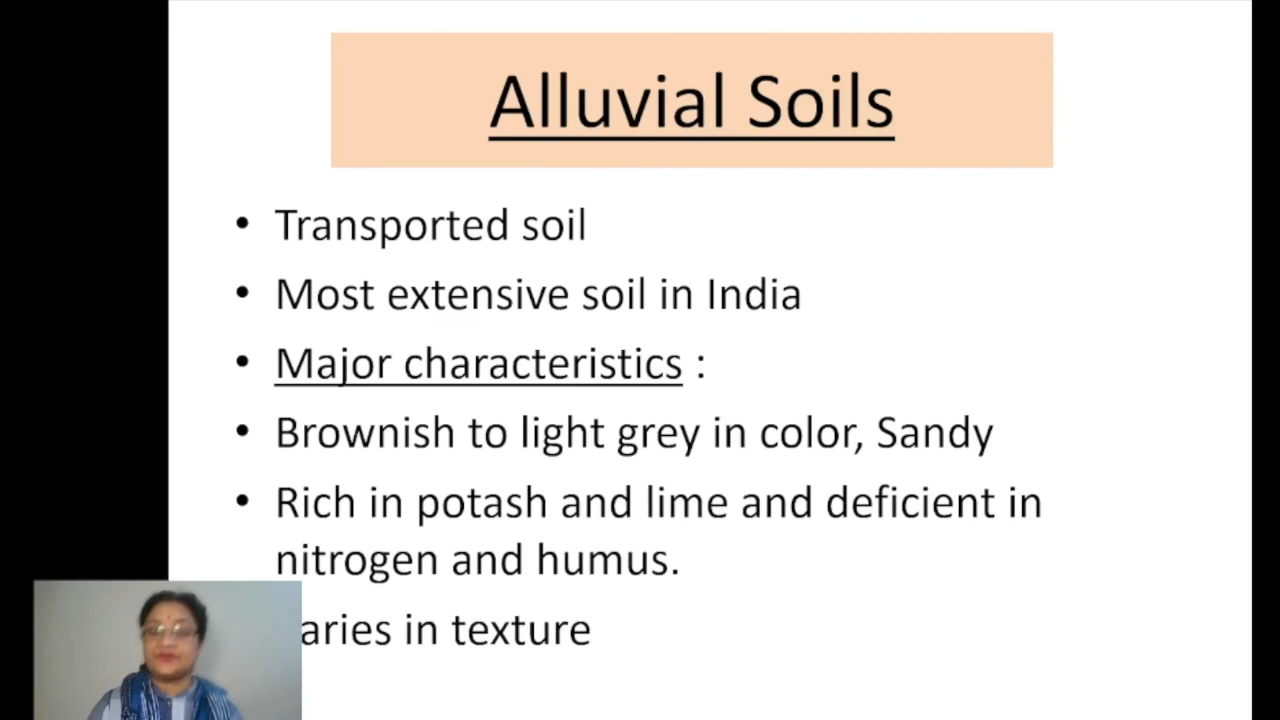 Alluvial Soils
• Transported soil
• Most extensive soil in India
• Major characteristics :
• Brownish to light grey in color, Sandy
• Rich in potash and lime and deficient in
nitrogen and humus.
aries in texture